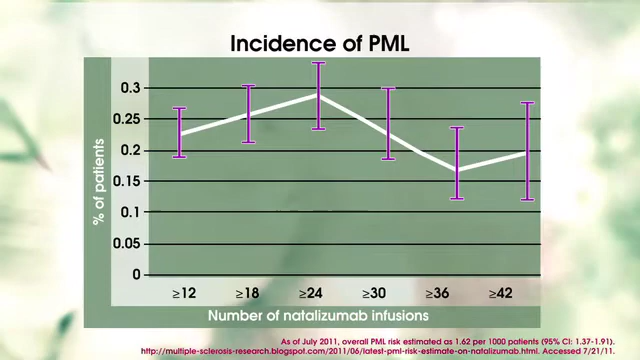 Incidence of PML
% of patients
0.3
0.25
0.2
0.15
0.1
0.05
0
≥12 ≥18 ≥24 ≥30 ≥36 ≥42
Number of natalizumab infusions
As of July 2011, overall PML risk estimated as 1.62 per 1000 patients (95% CI: 1.37-1.91).
http://multiple-sclerosis-research.blogspot.com/2011/06/latest-pml-risk-estimate-on-natalizumab.html. Accessed 7/21/11.